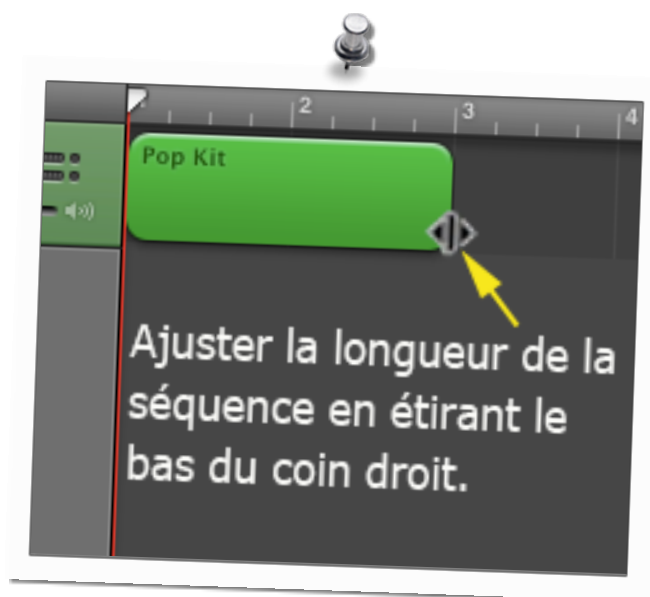 2 3 4
Pop Kit
Ajuster la longueur de la
séquence en étirant le
bas du coin droit.